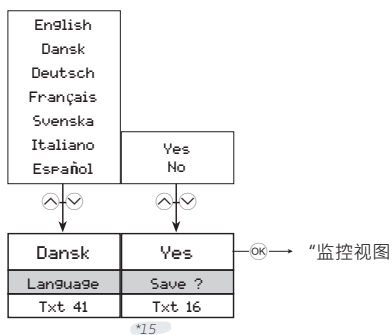 English
Dansk
Deutsch
Français
Svenska
Italiano
Español
Yes
No
Dansk
Yes
OK
"监控视图
Language
Save ?
Txt 41
Txt 16
*15